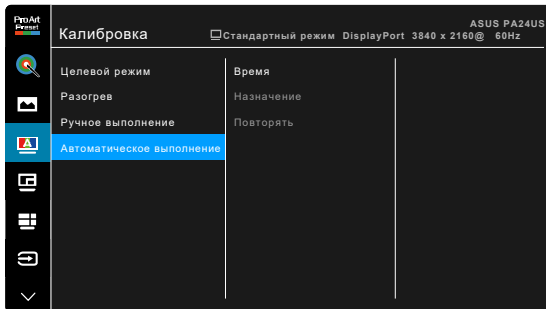 ProArt
Preset
Калибровка
ASUS PA24US
Стандартный режим DisplayPort 3840 x 2160@ 60Hz
Целевой режим
Время
Разогрев
Назначение
Ручное выполнение
Повторять
Автоматическое выполнение